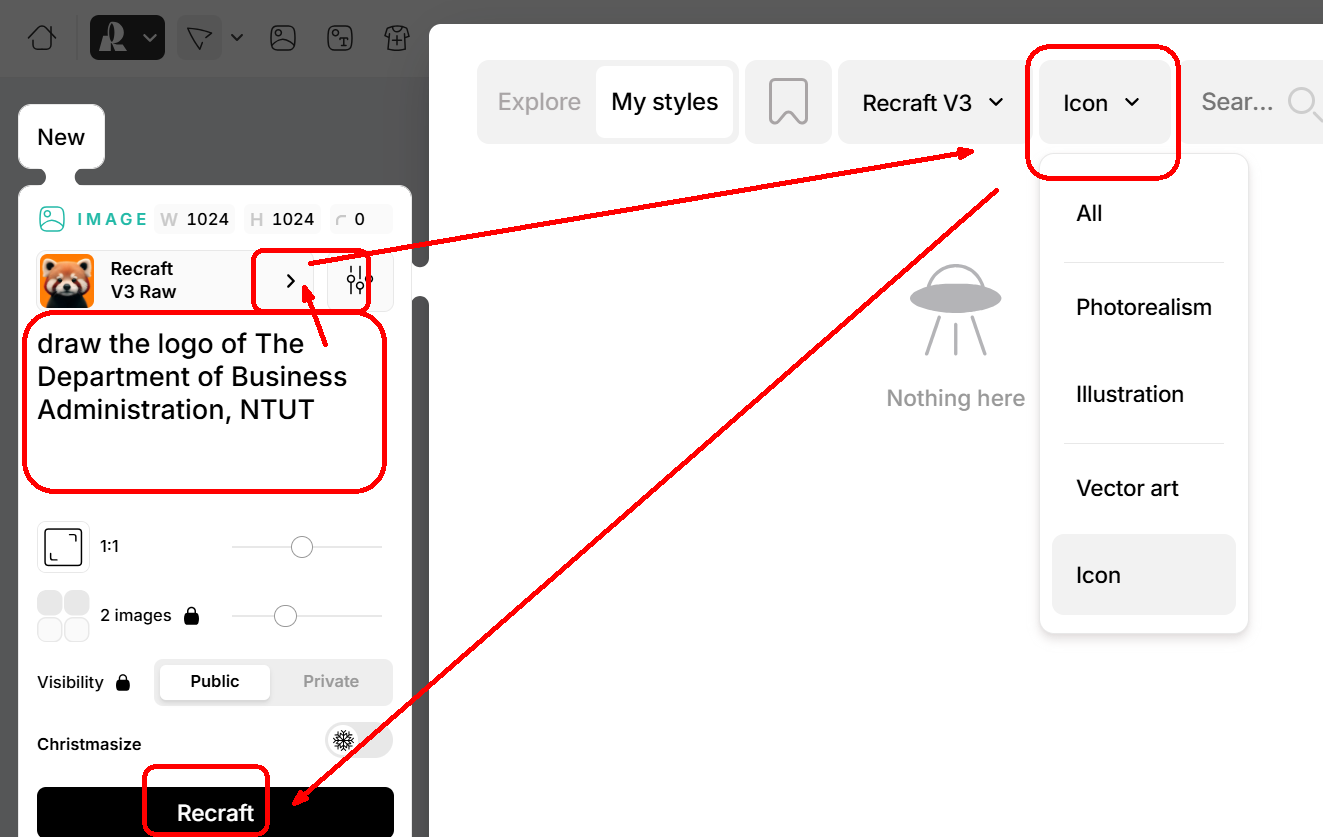 New
IMAGE W 1024 H 1024 0
Recraft
V3 Raw
draw the logo of The
Department of Business
Administration, NTUT
1:1
2 images
Visibility Public Private
Christmasize
Recraft
Explore My styles Recraft V3 Icon Sear...
All
Photorealism
Illustration
Vector art
Icon
Nothing here